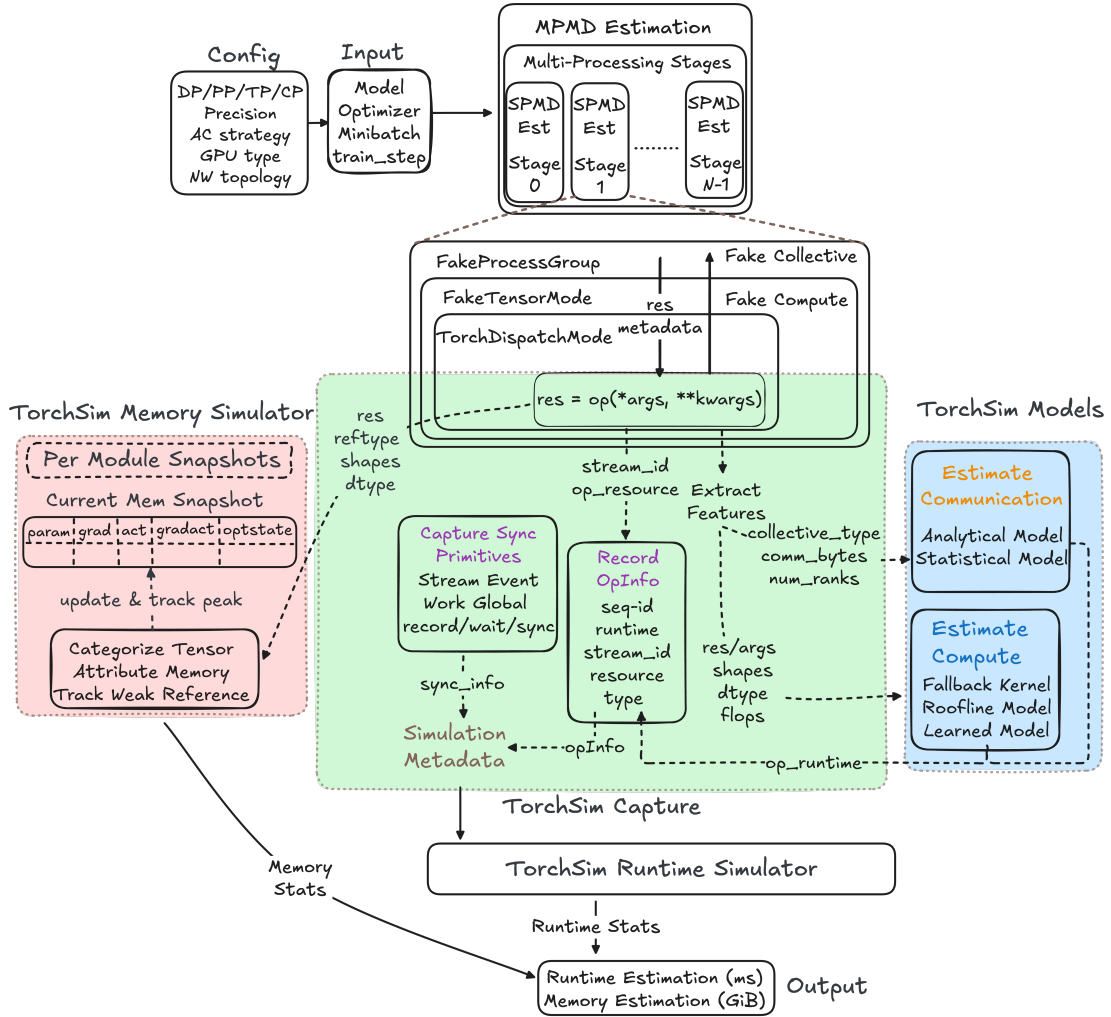 MPMD Estimation
Config
Input
Multi-Processing Stages
DP/PP/TP/CP
Precision
AC strategy
GPU type
NW topology
Model
Optimizer
Minibatch
train_step
SPMD
Est
Stage
0
SPMD
Est
Stage
1
SPMD
Est
Stage
N-1
FakeProcessGroup
Fake Collective
FakeTensorMode
Fake Compute
res
metadata
TorchDispatchMode
res = op(*args, **kwargs)
TorchSim Memory Simulator
Per Module Snapshots
Current Mem Snapshot
param
grad
act
gradact
optstate
update & track peak
Categorize Tensor
Attribute Memory
Track Weak Reference
res
reftype
shapes
dtype
stream_id
op_resource
Extract
Features
Capture Sync
Primitives
Stream Event
Work Global
record/wait/sync
Record
OpInfo
seq-id
runtime
stream_id
resource
type
collective_type
comm_bytes
num_ranks
res/args
shapes
dtype
flops
sync_info
Simulation
Metadata
opInfo
op_runtime
TorchSim Models
Estimate
Communication
Analytical Model
Statistical Model
Estimate
Compute
Fallback Kernel
Roofline Model
Learned Model
TorchSim Capture
TorchSim Runtime Simulator
Memory
Stats
Runtime Stats
Runtime Estimation (ms)
Memory Estimation (GiB)
Output